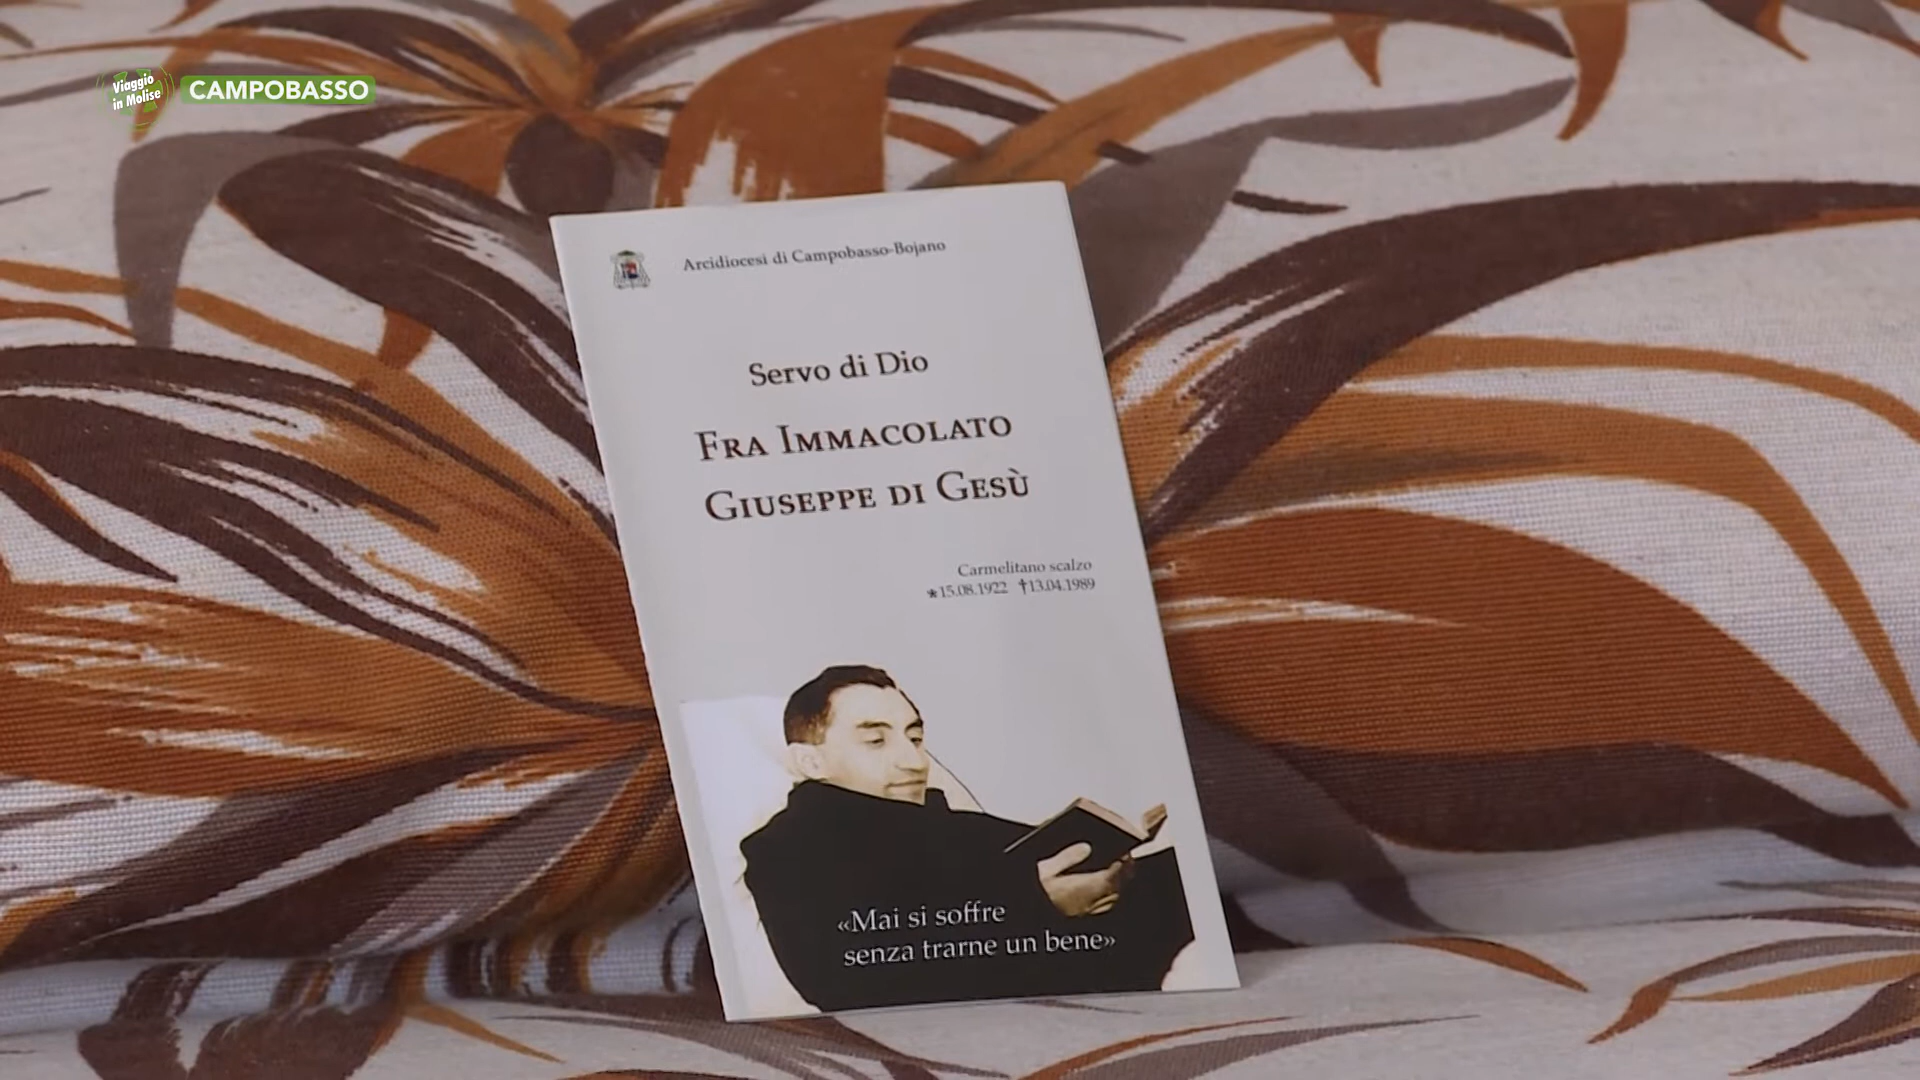 Viaggio
in Molise
CAMPOBASSO
Arcidiocesi di Campobasso-Bojano
Servo di Dio
Fra Immacolato
Giuseppe di Gesù
Carmelitano scalzo
*15.08.1922 †13.04.1989
«Mai si soffre
senza trarne un bene»